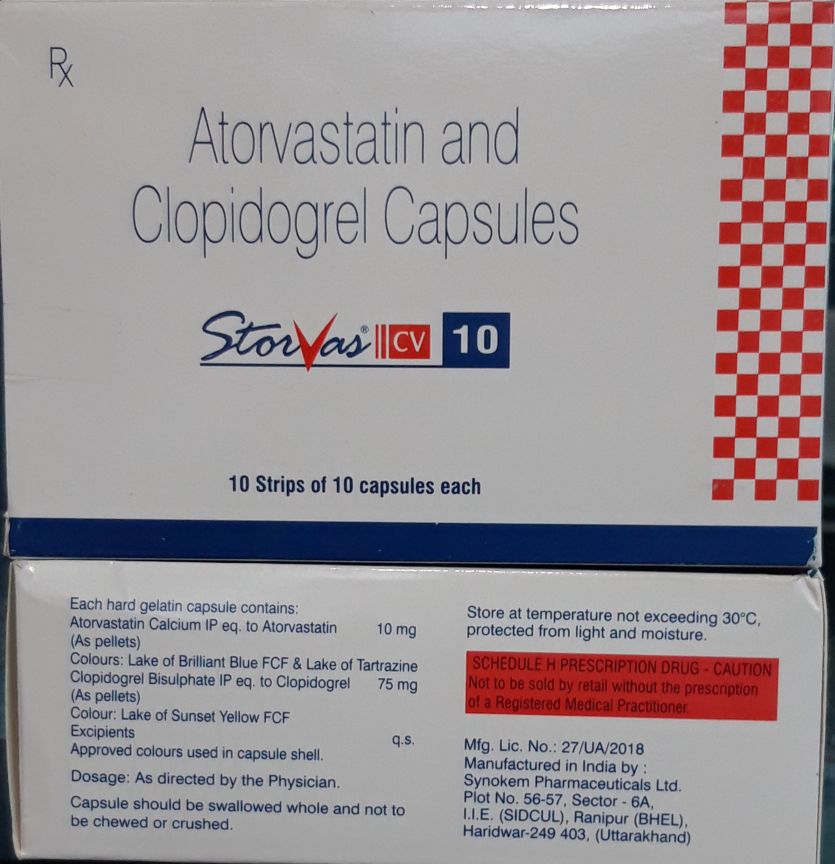 Rx
Atorvastatin and
Clopidogrel Capsules
StorVas® CV 10
10 Strips of 10 capsules each
Each hard gelatin capsule contains:
Atorvastatin Calcium IP eq. to Atorvastatin 10 mg
(As pellets)
Colours: Lake of Brilliant Blue FCF & Lake of Tartrazine
Clopidogrel Bisulphate IP eq. to Clopidogrel 75 mg
(As pellets)
Colour: Lake of Sunset Yellow FCF
Excipients q.s.
Approved colours used in capsule shell.
Dosage: As directed by the Physician.
Capsule should be swallowed whole and not to
be chewed or crushed.
Store at temperature not exceeding 30°C,
protected from light and moisture.
SCHEDULE H PRESCRIPTION DRUG - CAUTION
Not to be sold by retail without the prescription
of a Registered Medical Practitioner.
Mfg. Lic. No.: 27/UA/2018
Manufactured in India by :
Synokem Pharmaceuticals Ltd.
Plot No. 56-57, Sector - 6A,
I.I.E. (SIDCUL), Ranipur (BHEL),
Haridwar-249 403, (Uttarakhand)